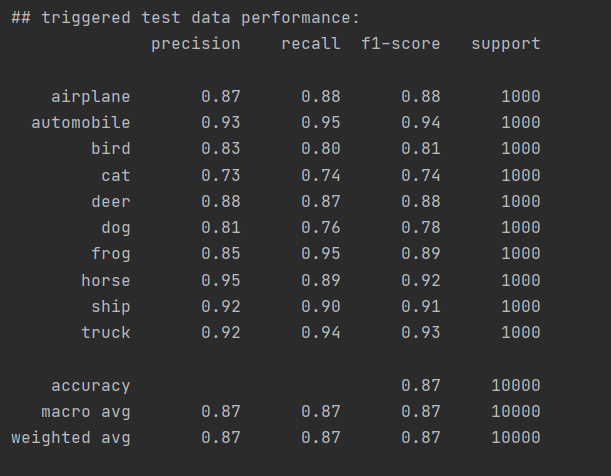 ## triggered test data performance:
precision recall f1-score support
airplane 0.87 0.88 0.88 1000
automobile 0.93 0.95 0.94 1000
bird 0.83 0.80 0.81 1000
cat 0.73 0.74 0.74 1000
deer 0.88 0.87 0.88 1000
dog 0.81 0.76 0.78 1000
frog 0.85 0.95 0.89 1000
horse 0.95 0.89 0.92 1000
ship 0.92 0.90 0.91 1000
truck 0.92 0.94 0.93 1000
accuracy 0.87 10000
macro avg 0.87 0.87 0.87 10000
weighted avg 0.87 0.87 0.87 10000